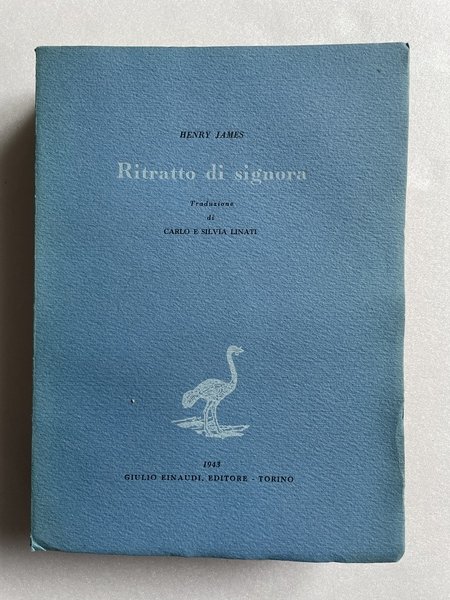 HENRY JAMES
Ritratto di signora
Traduzione
di
CARLO E SILVIA LINATI
1943
GIULIO EINAUDI, EDITORE - TORINO